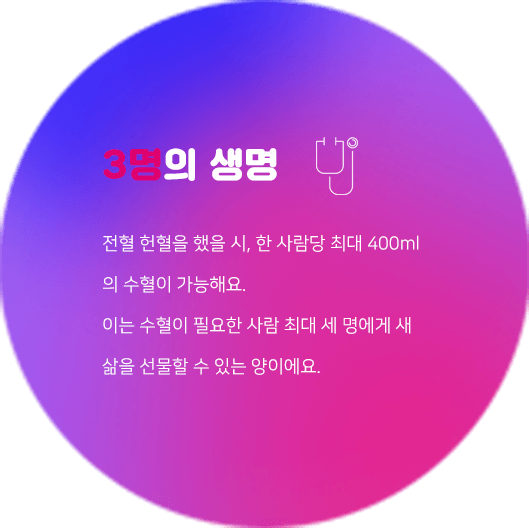 3명의 생명
전혈 헌혈을 했을 시, 한 사람당 최대 400ml
의 수혈이 가능해요.
이는 수혈이 필요한 사람 최대 세 명에게 새
삶을 선물할 수 있는 양이에요.